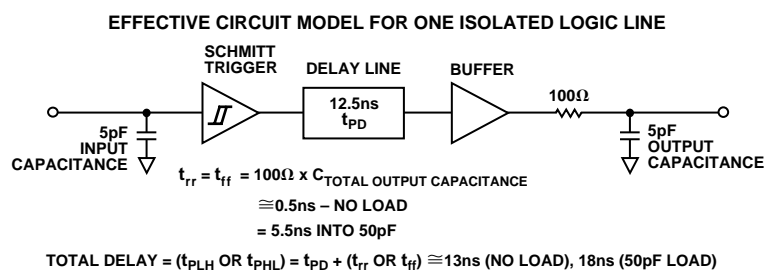 EFFECTIVE CIRCUIT MODEL FOR ONE ISOLATED LOGIC LINE
SCHMITT
TRIGGER
DELAY LINE
BUFFER
12.5ns
tPD
100Ω
5pF
INPUT
CAPACITANCE
5pF
OUTPUT
CAPACITANCE
trr = tff = 100Ω x CTOTAL OUTPUT CAPACITANCE
≅0.5ns – NO LOAD
= 5.5ns INTO 50pF
TOTAL DELAY = (tPLH OR tPHL) = tPD + (trr OR tff) ≅13ns (NO LOAD), 18ns (50pF LOAD)